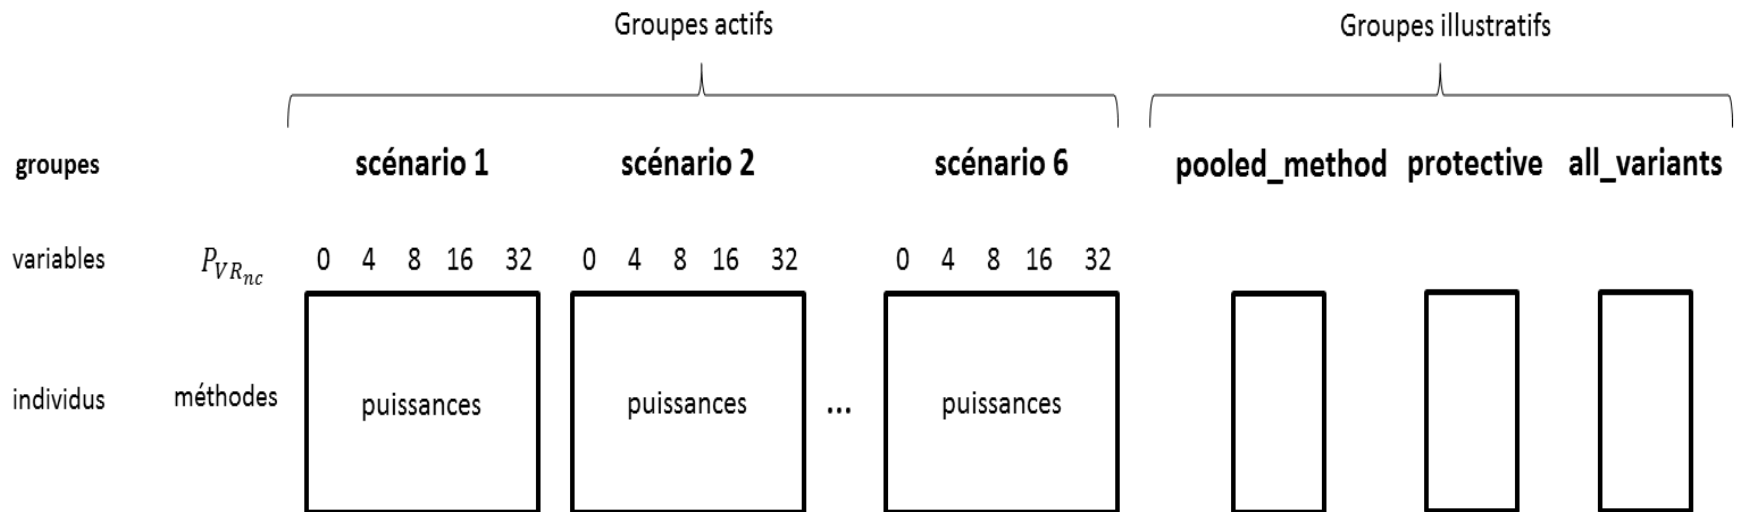 Groupes actifs Groupes illustratifs
groupes scénario 1 scénario 2 scénario 6 pooled_method protective all_variants
variables P_{VR_{nc}} 0 4 8 16 32 0 4 8 16 32 0 4 8 16 32
individus méthodes puissances puissances ... puissances